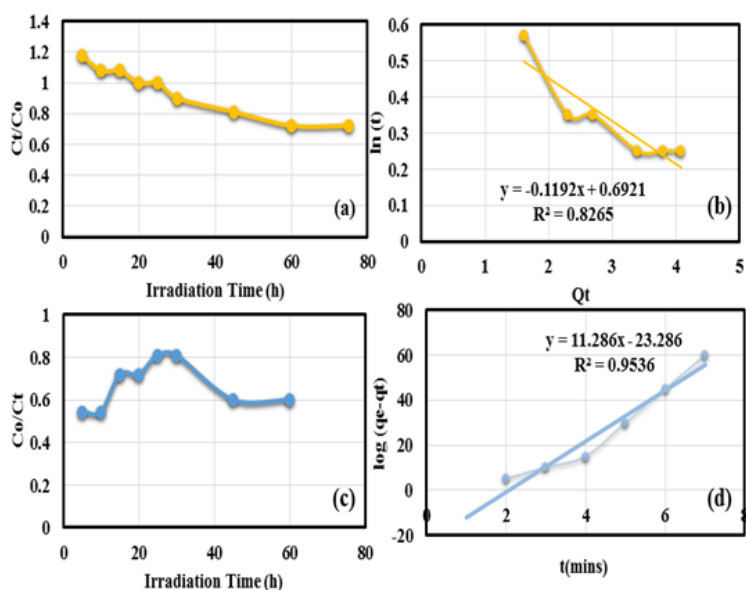 1.4
1.2
1
0.8
0.6
0.4
0.2
0
0 20 40 60 80
Ct/Co
Irradiation Time (h)
(a)
0.6
0.5
0.4
0.3
0.2
0.1
0
0 1 2 3 4 5
ln (t)
Qt
y = -0.1192x + 0.6921
R² = 0.8265
(b)
1
0.8
0.6
0.4
0.2
0
0 20 40 60 80
Co/Ct
Irradiation Time (h)
(c)
80
60
40
20
0
-20
0 2 4 6 8
log (qe-qt)
t(mins)
y = 11.286x - 23.286
R² = 0.9536
(d)